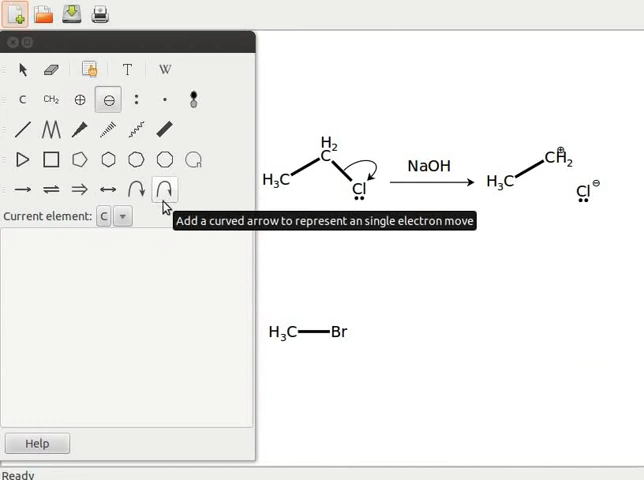 T W
C CH₂
Current element: C
Add a curved arrow to represent an single electron move
Help
Ready
H₂
C
H₃C
Cl
NaOH
⊕
CH₂
H₃C
Cl⊖
H₃C Br